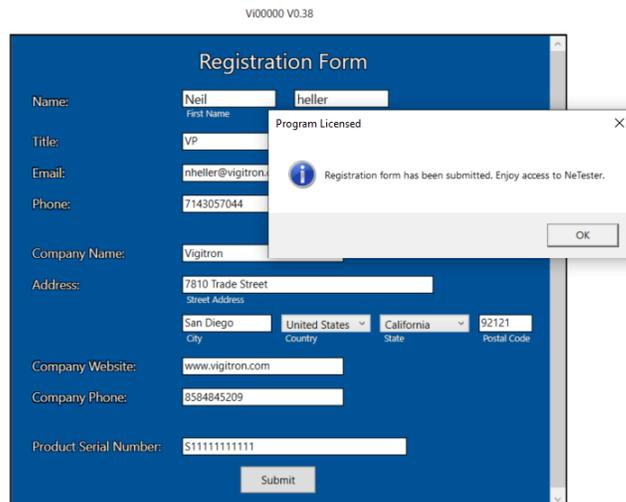 Vi00000 V0.38
Registration Form
Name: Neil heller
First Name
Program Licensed
Title: VP
Registration form has been submitted. Enjoy access to NeTester.
Email: nheller@vigitron.
Phone: 7143057044
OK
Company Name: Vigitron
Address: 7810 Trade Street
Street Address
San Diego United States California 92121
City Country State Postal Code
Company Website: www.vigitron.com
Company Phone: 8584845209
Product Serial Number: S11111111111
Submit